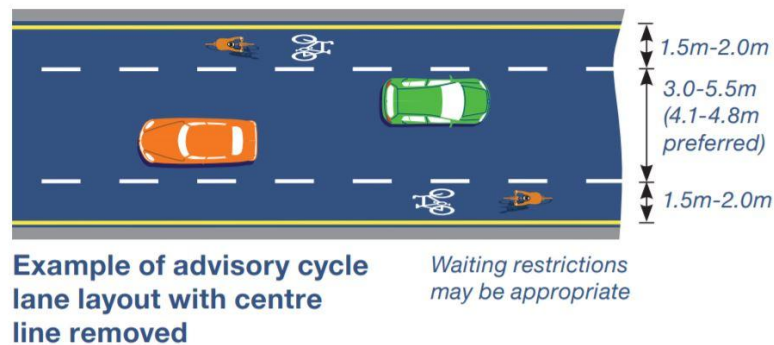 1.5m-2.0m
3.0-5.5m
(4.1-4.8m
preferred)
1.5m-2.0m
Example of advisory cycle
lane layout with centre
line removed
Waiting restrictions
may be appropriate